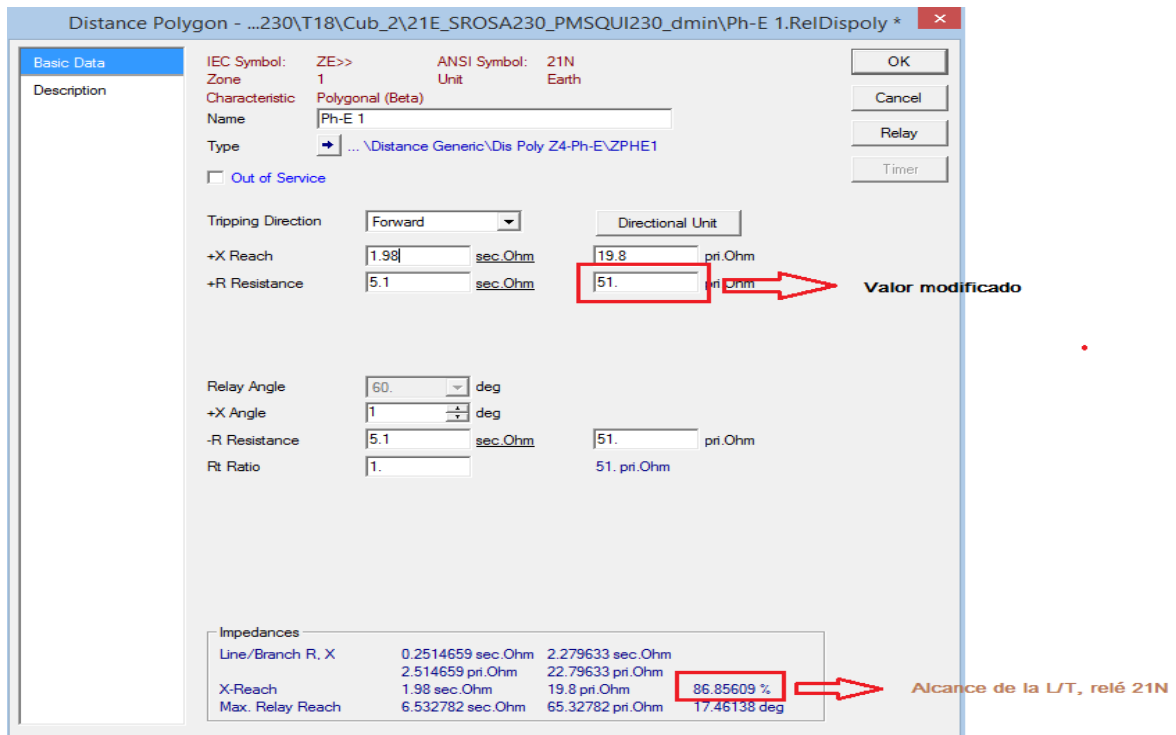 Distance Polygon - ...230\T18\Cub_2\21E_SROSA230_PMSQUI230_dmin\Ph-E 1.RelDispoly *
Basic Data
Description
IEC Symbol: ZE>> ANSI Symbol: 21N
Zone 1 Unit Earth
Characteristic Polygonal (Beta)
Name Ph-E 1
Type ... \Distance Generic\Dis Poly Z4-Ph-E\ZPHE1
Out of Service
OK
Cancel
Relay
Timer
Tripping Direction Forward Directional Unit
+X Reach 1.98 sec.Ohm 19.8 pri.Ohm
+R Resistance 5.1 sec.Ohm 51. pri.Ohm Valor modificado
Relay Angle 60. deg
+X Angle 1 deg
-R Resistance 5.1 sec.Ohm 51. pri.Ohm
Rt Ratio 1. 51. pri.Ohm
Impedances
Line/Branch R, X 0.2514659 sec.Ohm 2.279633 sec.Ohm
2.514659 pri.Ohm 22.79633 pri.Ohm
X-Reach 1.98 sec.Ohm 19.8 pri.Ohm 86.85609 % Alcance de la L/T, relé 21N
Max. Relay Reach 6.532782 sec.Ohm 65.32782 pri.Ohm 17.46138 deg